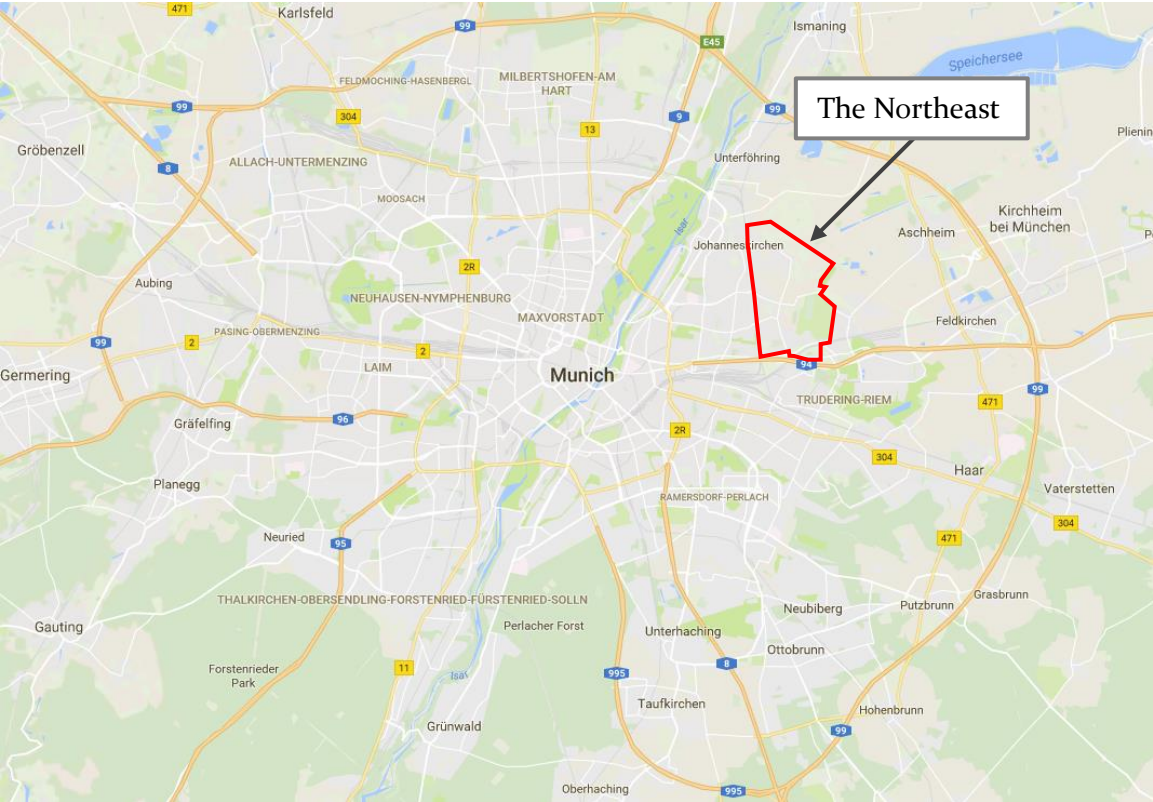 471
Karlsfeld
99
Ismaning
E45
Speichersee
FELDMOCHING-HASENBERGL
MILBERTSHOFEN-AM
HART
99
304
9
99
The Northeast
13
Plienin
Gröbenzell
ALLACH-UNTERMENZING
8
Unterföhring
MOOSACH
Kirchheim
bei München
Isar
Johanneskirchen
Aschheim
2R
Aubing
NEUHAUSEN-NYMPHENBURG
MAXVORSTADT
Feldkirchen
PASING-OBERMENZING
99
2
2
LAIM
94
Germering
Munich
99
TRUDERING-RIEM
471
96
Gräfelfing
2R
304
Haar
Planegg
Vaterstetten
RAMERSDORF-PERLACH
304
Neuried
95
471
THALKIRCHEN-OBERSENDLING-FORSTENRIED-FÜRSTENRIED-SOLLN
Grasbrunn
Neubiberg
Putzbrunn
Gauting
Perlacher Forst
Unterhaching
Ottobrunn
Forstenrieder
Park
11
Isar
995
8
Taufkirchen
Hohenbrunn
Grünwald
99
Oberhaching
995